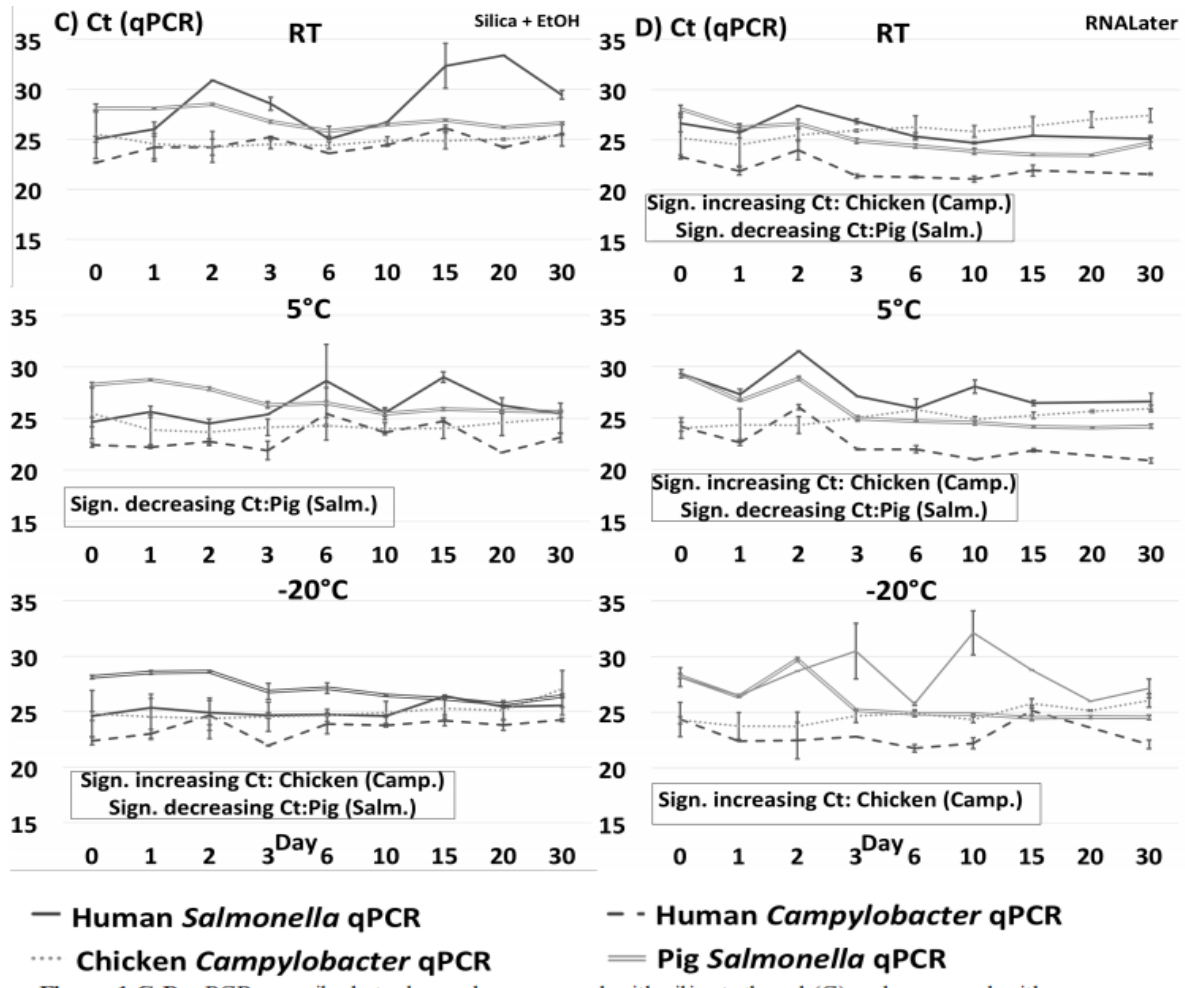 C) Ct (qPCR)
RT
Silica + EtOH
35
30
25
20
15
0 1 2 3 6 10 15 20 30
5°C
35
30
25
20
15
Sign. decreasing Ct:Pig (Salm.)
0 1 2 3 6 10 15 20 30
-20°C
35
30
25
20
15
Sign. increasing Ct: Chicken (Camp.)
Sign. decreasing Ct:Pig (Salm.)
Day
0 1 2 3 6 10 15 20 30
D) Ct (qPCR)
RT
RNALater
35
30
25
20
15
Sign. increasing Ct: Chicken (Camp.)
Sign. decreasing Ct:Pig (Salm.)
0 1 2 3 6 10 15 20 30
5°C
35
30
25
20
15
Sign. increasing Ct: Chicken (Camp.)
Sign. decreasing Ct:Pig (Salm.)
0 1 2 3 6 10 15 20 30
-20°C
35
30
25
20
15
Sign. increasing Ct: Chicken (Camp.)
Day
0 1 2 3 6 10 15 20 30
Human Salmonella qPCR
Human Campylobacter qPCR
Chicken Campylobacter qPCR
Pig Salmonella qPCR